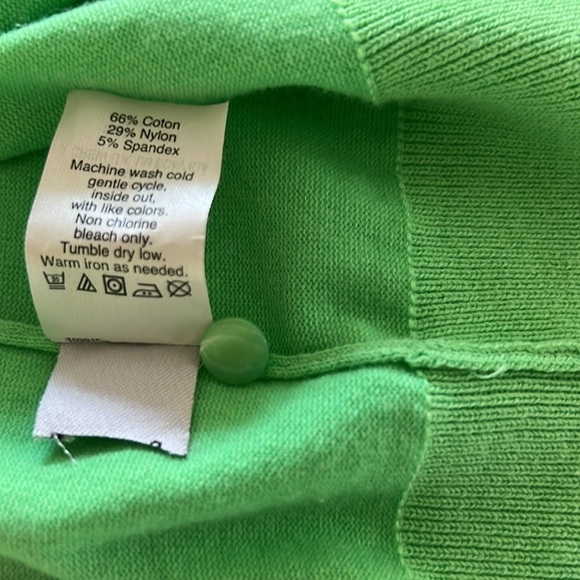 66% Coton
29% Nylon
5% Spandex
Machine wash cold
gentle cycle,
inside out,
with like colors.
Non chlorine
bleach only.
Tumble dry low.
Warm iron as needed.